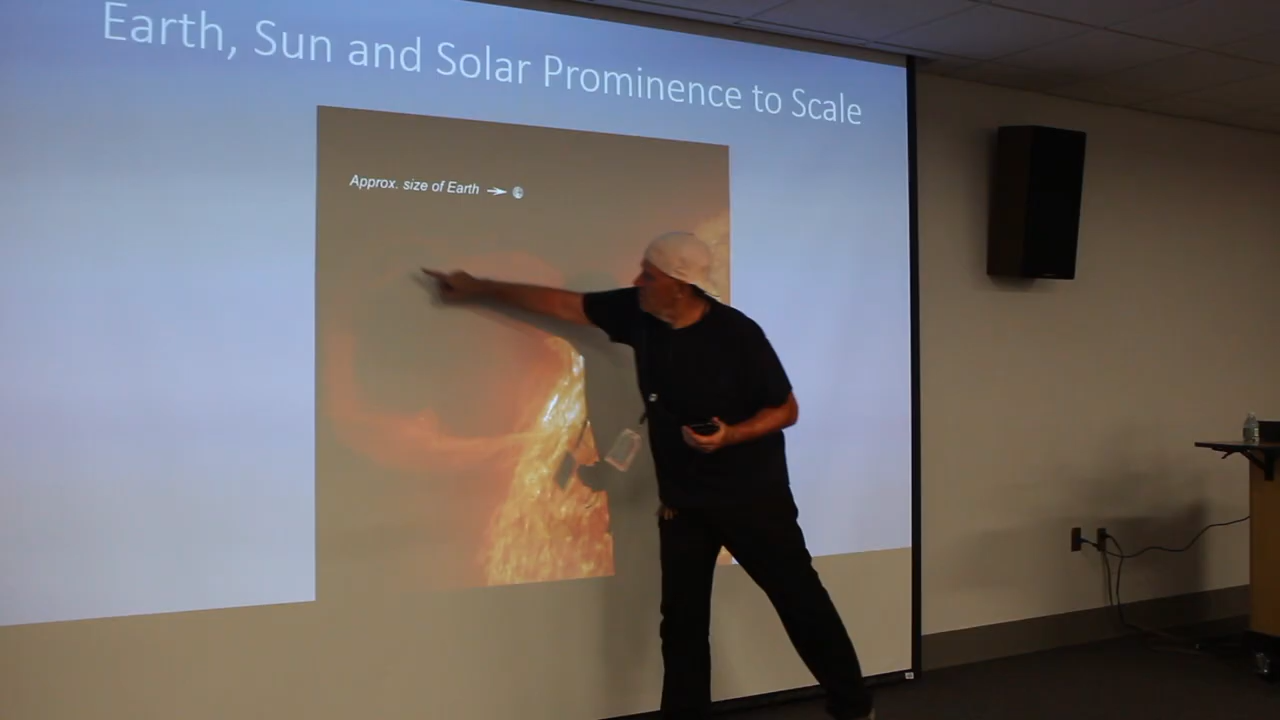 Earth, Sun and Solar Prominence to Scale
Approx. size of Earth